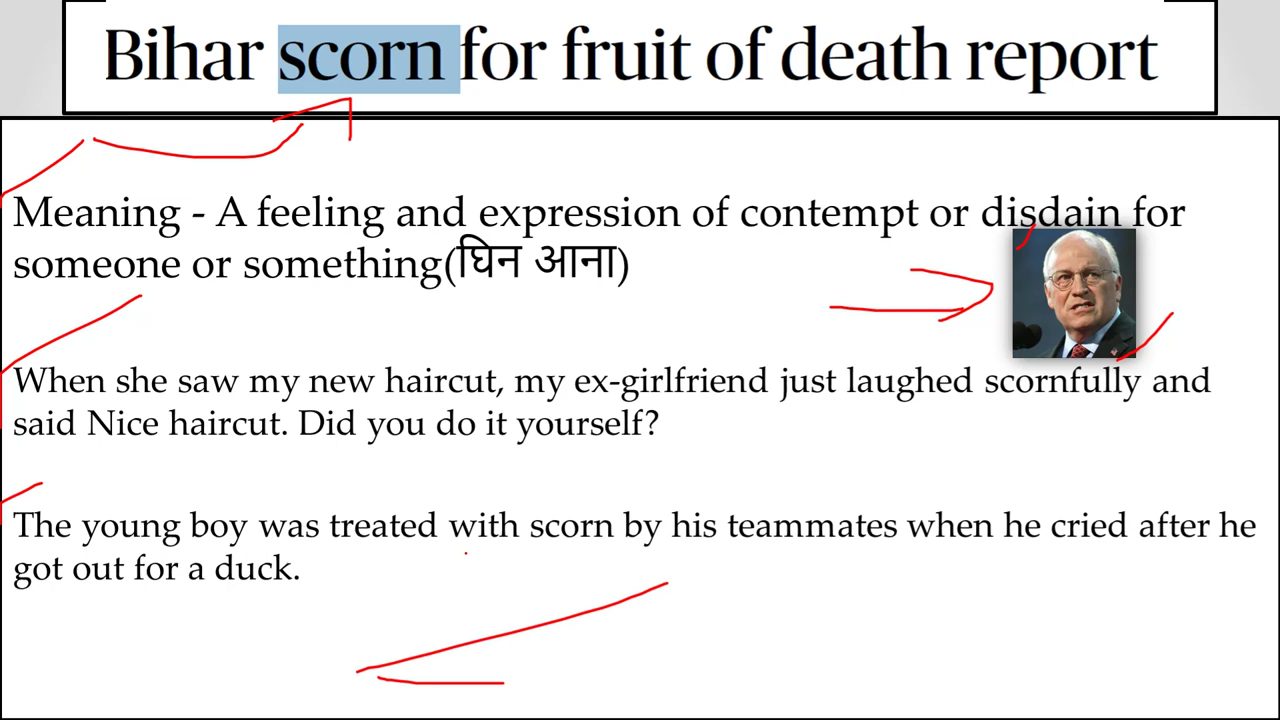 Bihar scorn for fruit of death report
Meaning - A feeling and expression of contempt or disdain for
someone or something(घिन आना)
When she saw my new haircut, my ex-girlfriend just laughed scornfully and
said Nice haircut. Did you do it yourself?
The young boy was treated with scorn by his teammates when he cried after he
got out for a duck.